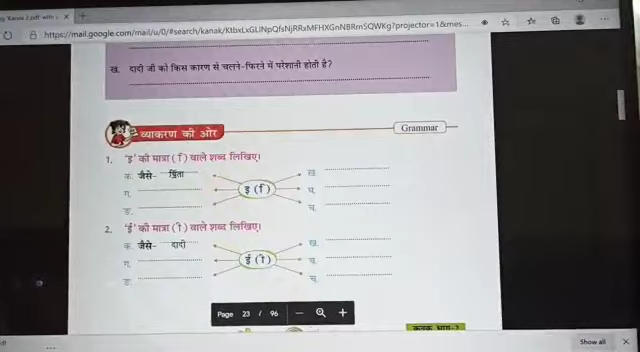 https://mail.google.com/mail/u/0/#search/kanak/KtbxLxGLlNpQfsNjRRxMFHXGnNBRmSQWKg?projector=1&mes...
ख. दादी जी को किस कारण से चलने-फिरने में परेशानी होती है?
व्याकरण की ओर
Grammar
1. 'इ' की मात्रा ( ि) वाले शब्द लिखिए।
क. जैसे-
ख.
इ ( ि)
ग.
घ.
ङ.
च.
2. 'ई' की मात्रा ( ी) वाले शब्द लिखिए।
क. जैसे- दादी
ख.
ई ( ी)
ग.
घ.
ङ.
च.
Page 23 / 96 — +
Show all